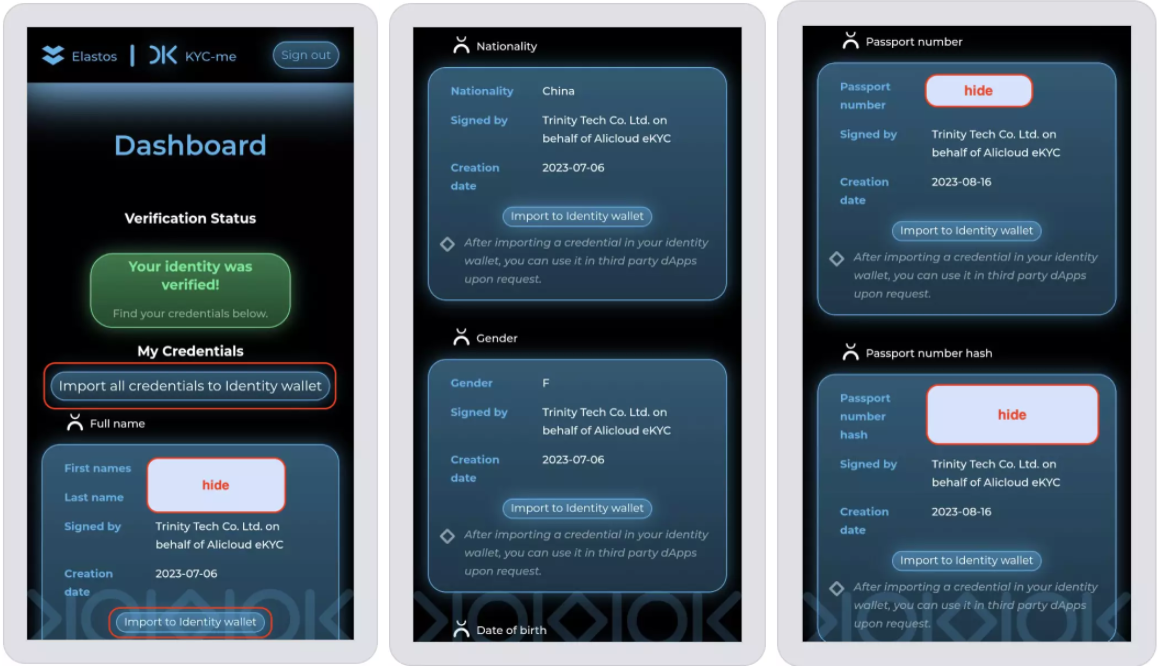 Elastos
KYC-me
Sign out
Dashboard
Verification Status
Your identity was
verified!
Find your credentials below.
My Credentials
Import all credentials to Identity wallet
Full name
First names
hide
Last name
Signed by
Trinity Tech Co. Ltd. on
behalf of Alicloud eKYC
Creation
date
2023-07-06
Import to Identity wallet
Nationality
Nationality
China
Signed by
Trinity Tech Co. Ltd. on
behalf of Alicloud eKYC
Creation
date
2023-07-06
Import to Identity wallet
After importing a credential in your identity
wallet, you can use it in third party dApps
upon request.
Gender
Gender
F
Signed by
Trinity Tech Co. Ltd. on
behalf of Alicloud eKYC
Creation
date
2023-07-06
Import to Identity wallet
After importing a credential in your identity
wallet, you can use it in third party dApps
upon request.
Date of birth
Passport number
Passport
number
hide
Signed by
Trinity Tech Co. Ltd. on
behalf of Alicloud eKYC
Creation
date
2023-08-16
Import to Identity wallet
After importing a credential in your identity
wallet, you can use it in third party dApps
upon request.
Passport number hash
Passport
number
hash
hide
Signed by
Trinity Tech Co. Ltd. on
behalf of Alicloud eKYC
Creation
date
2023-08-16
Import to Identity wallet
After importing a credential in your identity
wallet, you can use it in third party dApps
upon request.